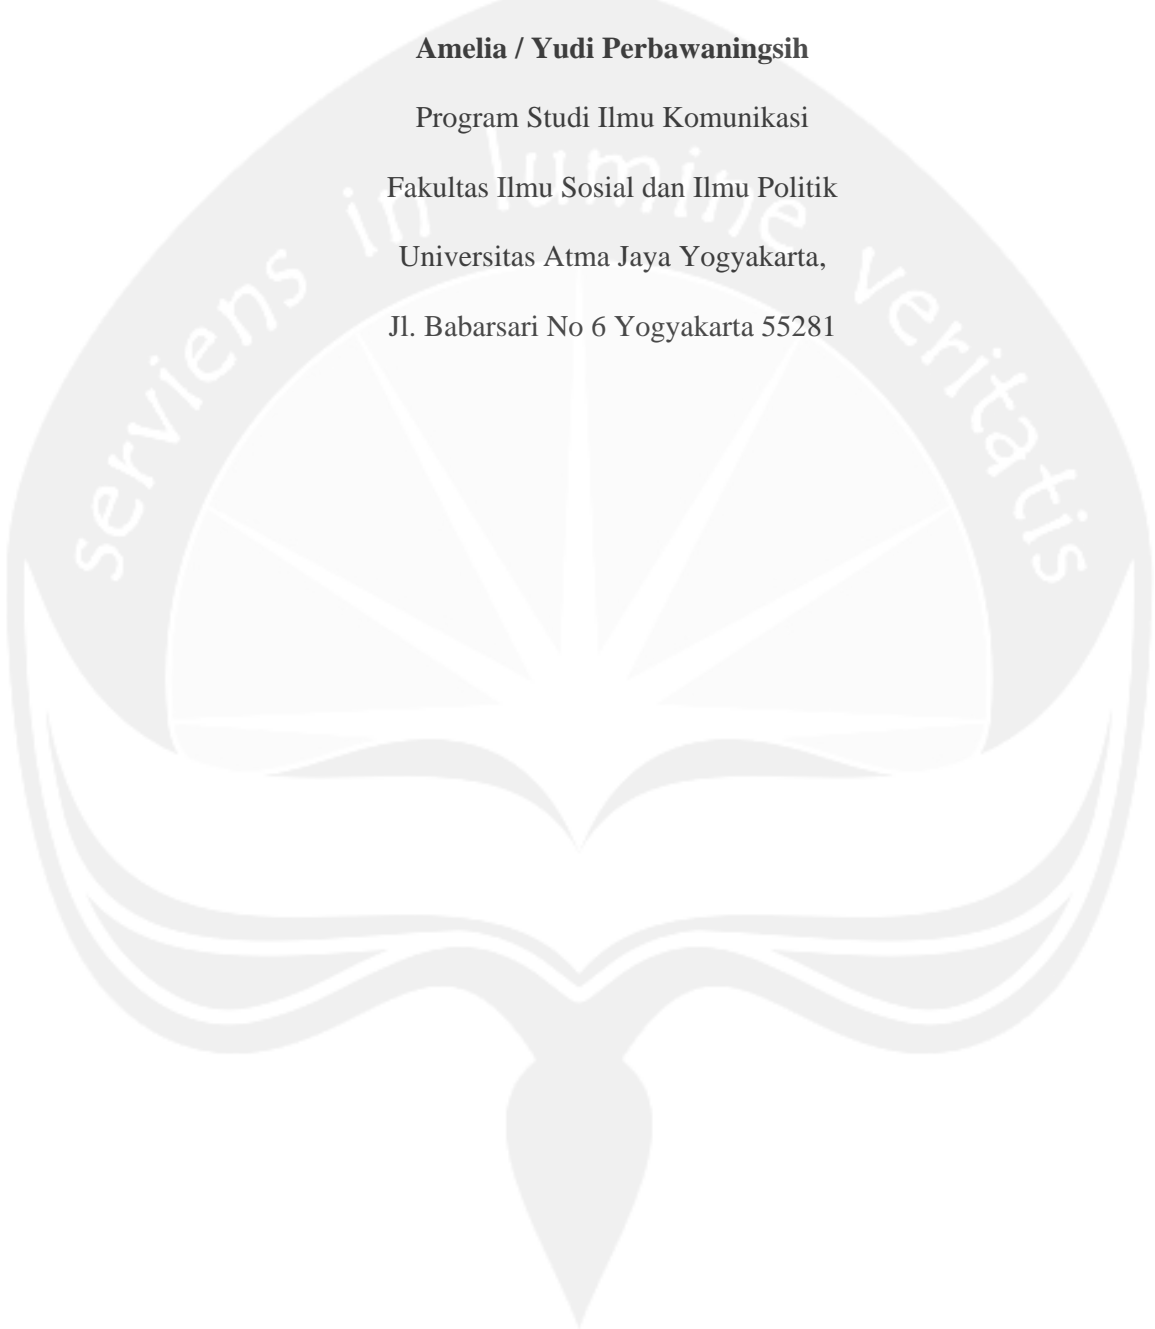 Amelia / Yudi Perbawaningsih
Program Studi Ilmu Komunikasi
Fakultas Ilmu Sosial dan Ilmu Politik
Universitas Atma Jaya Yogyakarta,
Jl. Babarsari No 6 Yogyakarta 55281
serviens in lumine veritatis